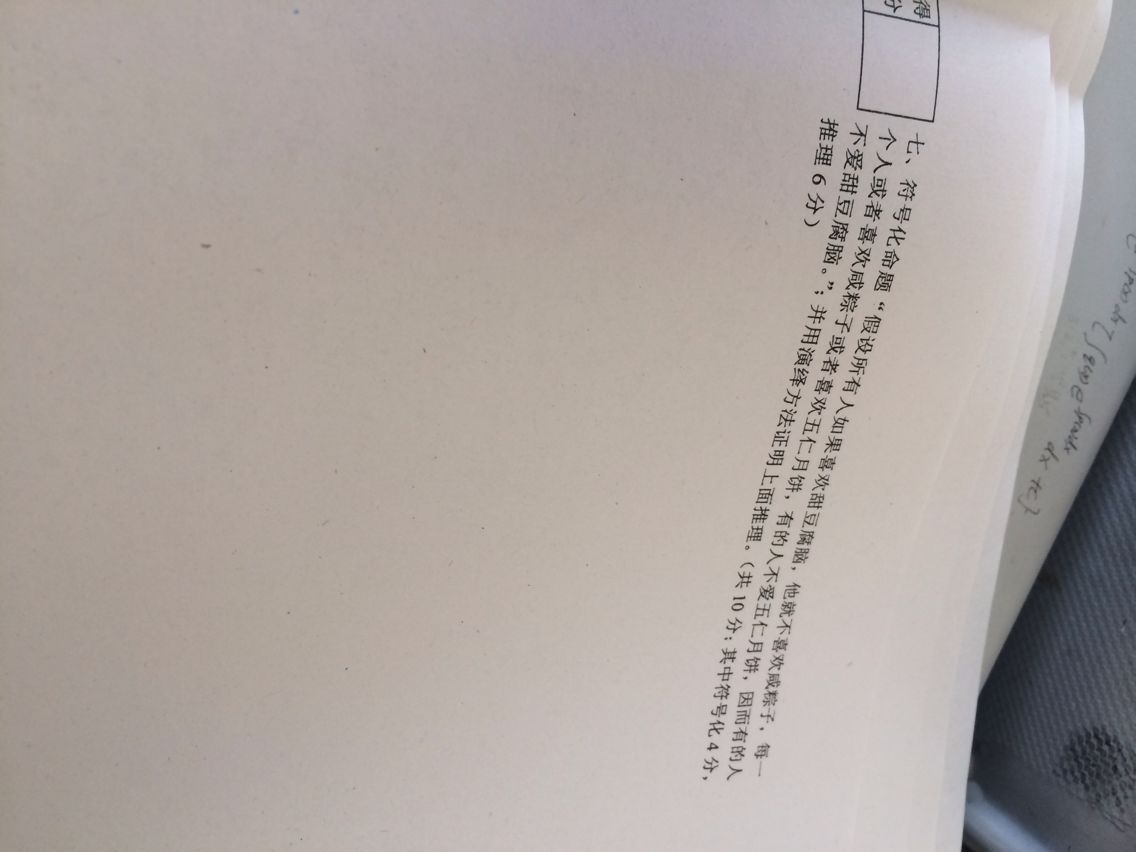 得
分
七、符号化命题“假设所有人如果喜欢甜豆腐脑，他就不喜欢咸粽子，每一
个人或者喜欢咸粽子或者喜欢五仁月饼，有的人不爱五仁月饼，因而有的人
不爱甜豆腐脑。”；并用演绎方法证明上面推理。（共 10 分；其中符号化 4 分，
推理 6 分）